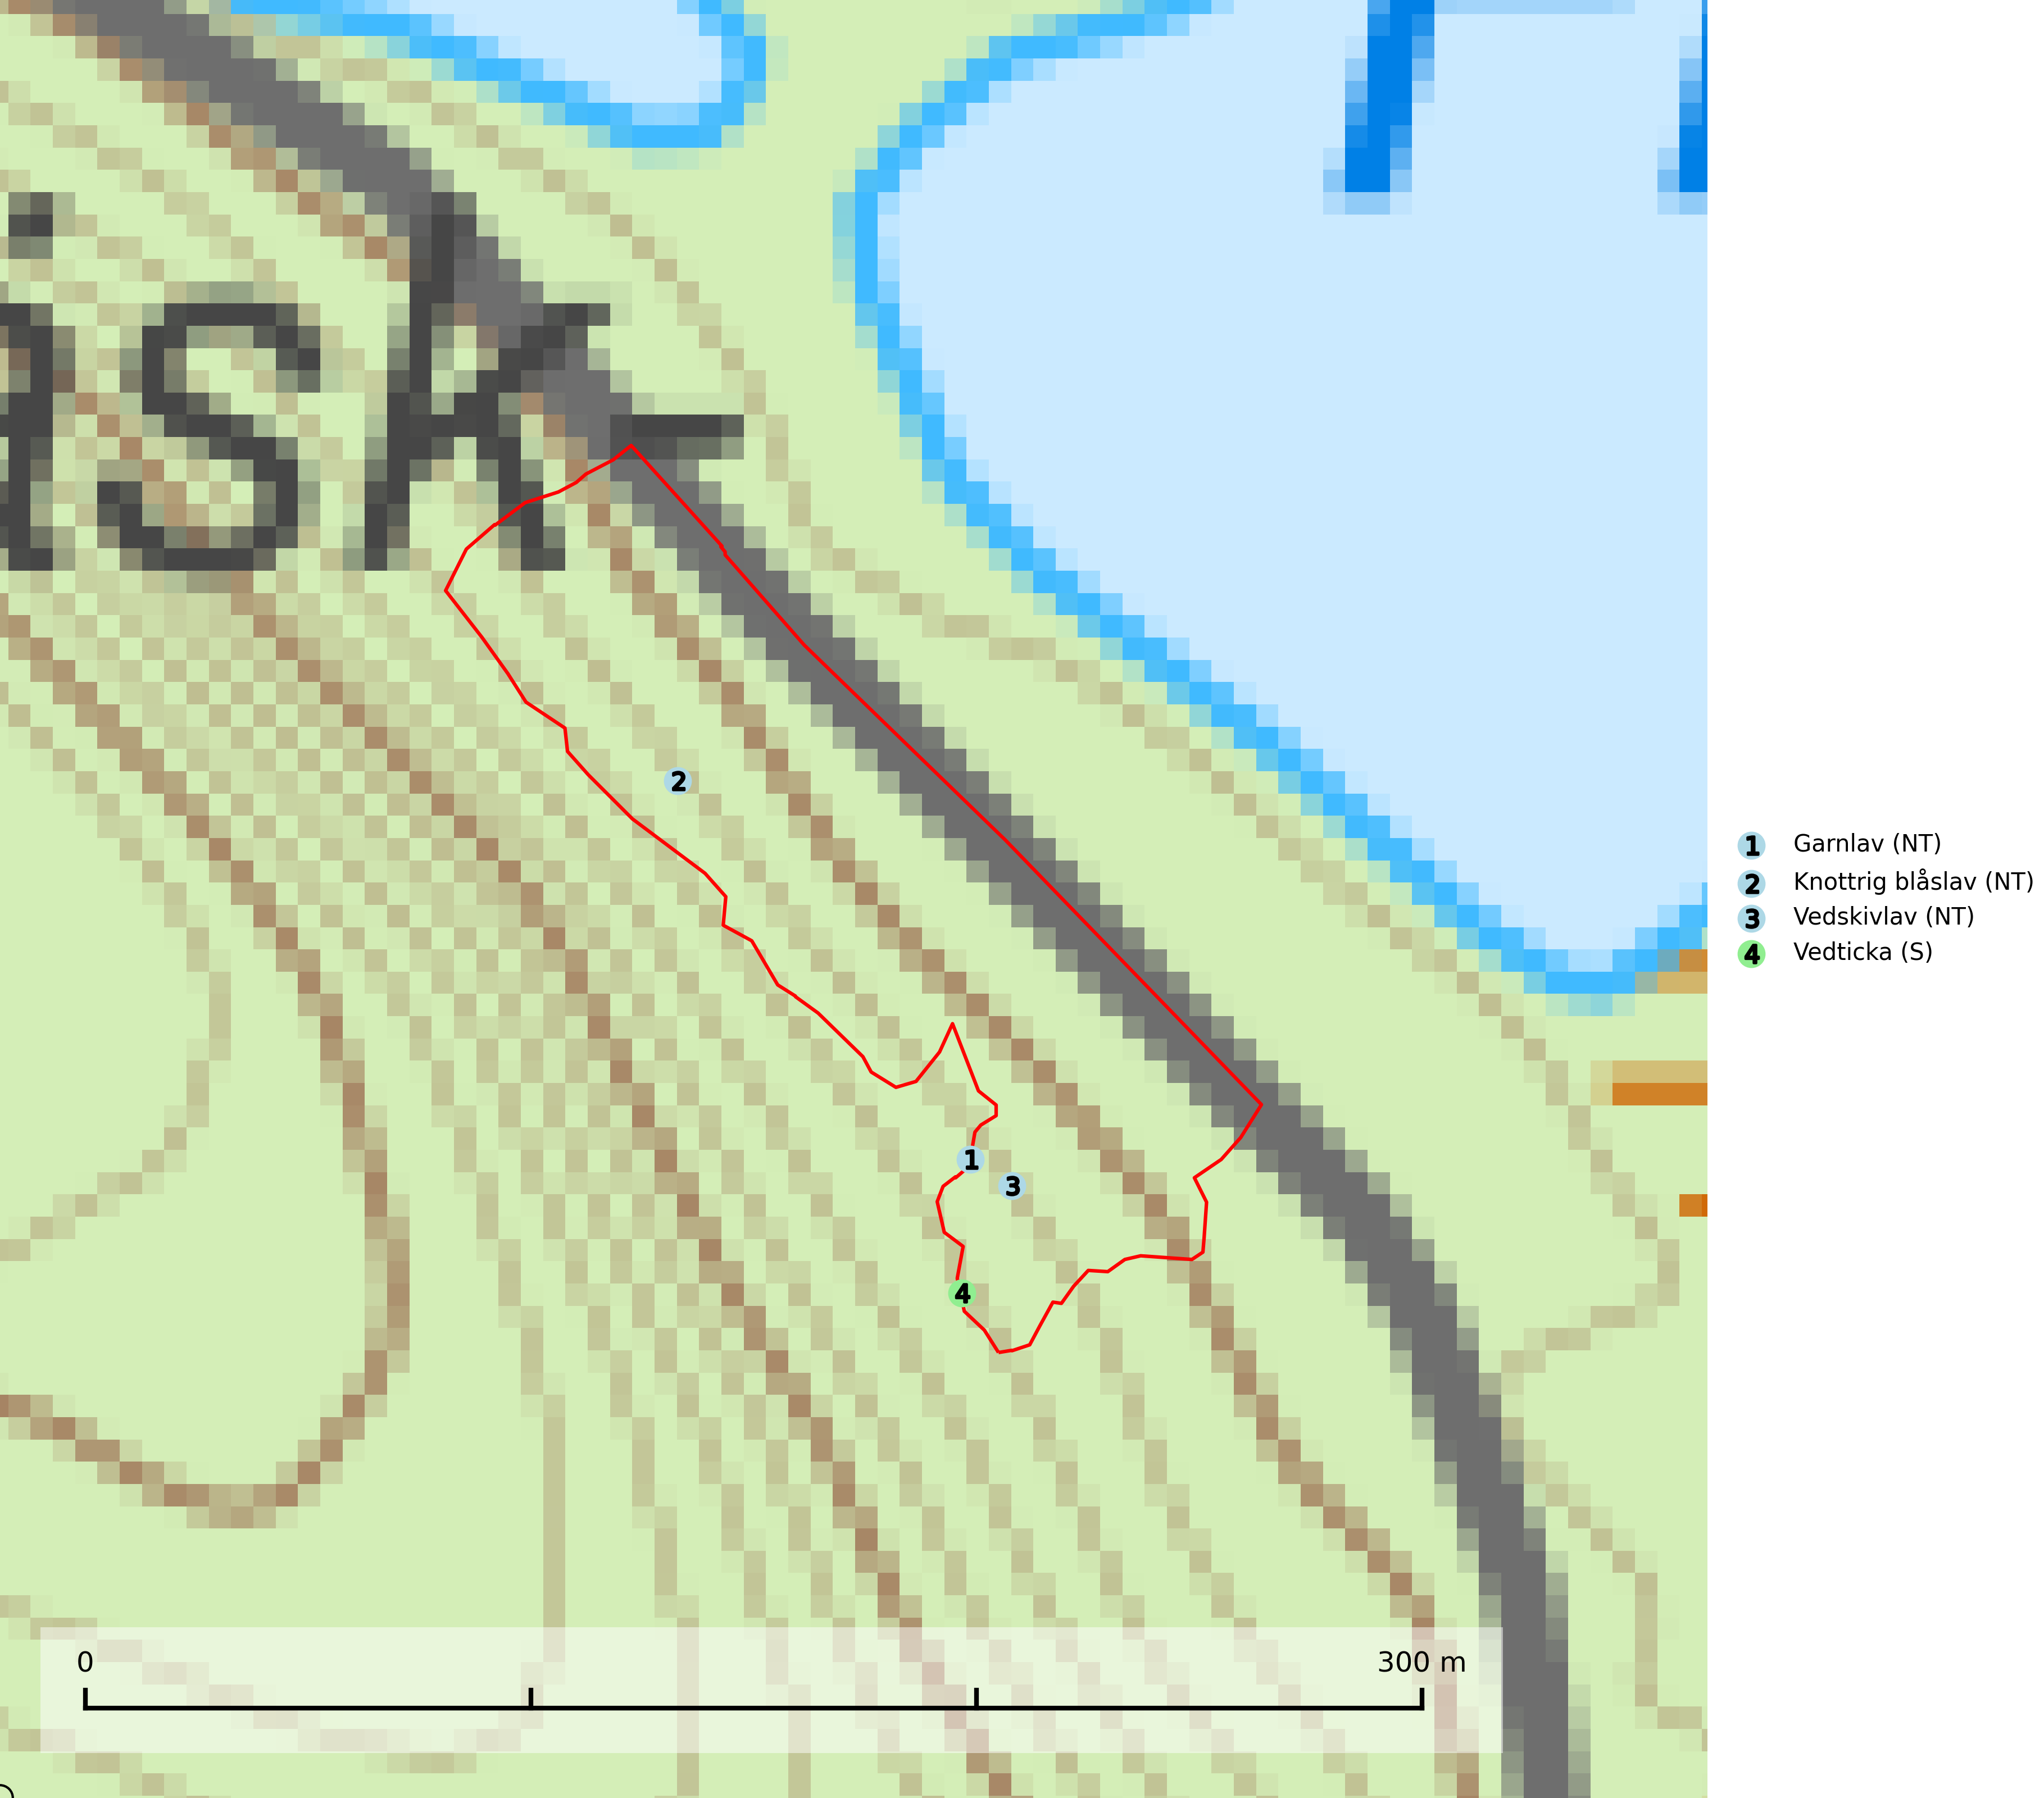 2
1
3
4
1 Garnlav (NT)
2 Knottrig blåslav (NT)
3 Vedskivlav (NT)
4 Vedticka (S)
0 300 m